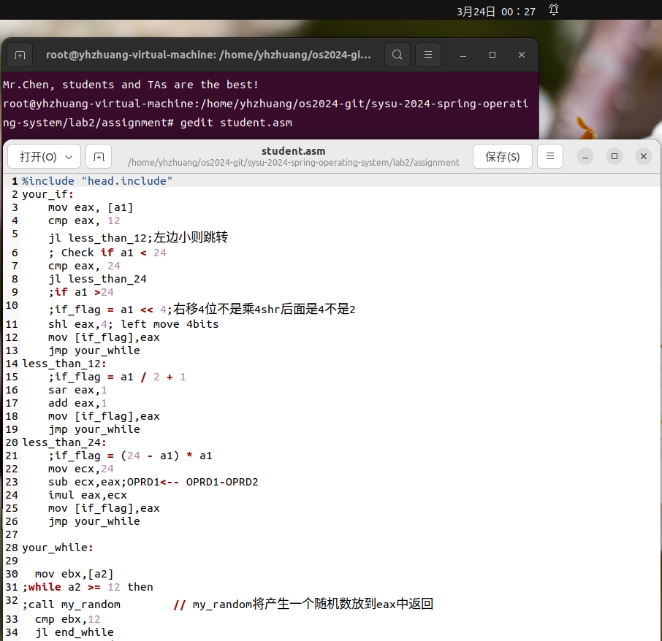 3月24日 00：27
root@yhzhuang-virtual-machine: /home/yhzhuang/os2024-gi...
Mr.Chen, students and TAs are the best!
root@yhzhuang-virtual-machine:/home/yhzhuang/os2024-git/sysu-2024-spring-operati
ng-system/lab2/assignment# gedit student.asm
打开(O)
student.asm
/home/yhzhuang/os2024-git/sysu-2024-spring-operating-system/lab2/assignment
保存(S)
1 %include "head.include"
2 your_if:
3     mov eax, [a1]
4     cmp eax, 12
5     jl less_than_12;左边小则跳转
6     ; Check if a1 < 24
7     cmp eax, 24
8     jl less_than_24
9     ;if a1 >24
10     ;if_flag = a1 << 4;右移4位不是乘4shr后面是4不是2
11     shl eax,4; left move 4bits
12     mov [if_flag],eax
13     jmp your_while
14 less_than_12:
15     ;if_flag = a1 / 2 + 1
16     sar eax,1
17     add eax,1
18     mov [if_flag],eax
19     jmp your_while
20 less_than_24:
21     ;if_flag = (24 - a1) * a1
22     mov ecx,24
23     sub ecx,eax;OPRD1<-- OPRD1-OPRD2
24     imul eax,ecx
25     mov [if_flag],eax
26     jmp your_while
27
28 your_while:
29
30   mov ebx,[a2]
31 ;while a2 >= 12 then
32 ;call my_random        // my_random将产生一个随机数放到eax中返回
33   cmp ebx,12
34   jl end_while